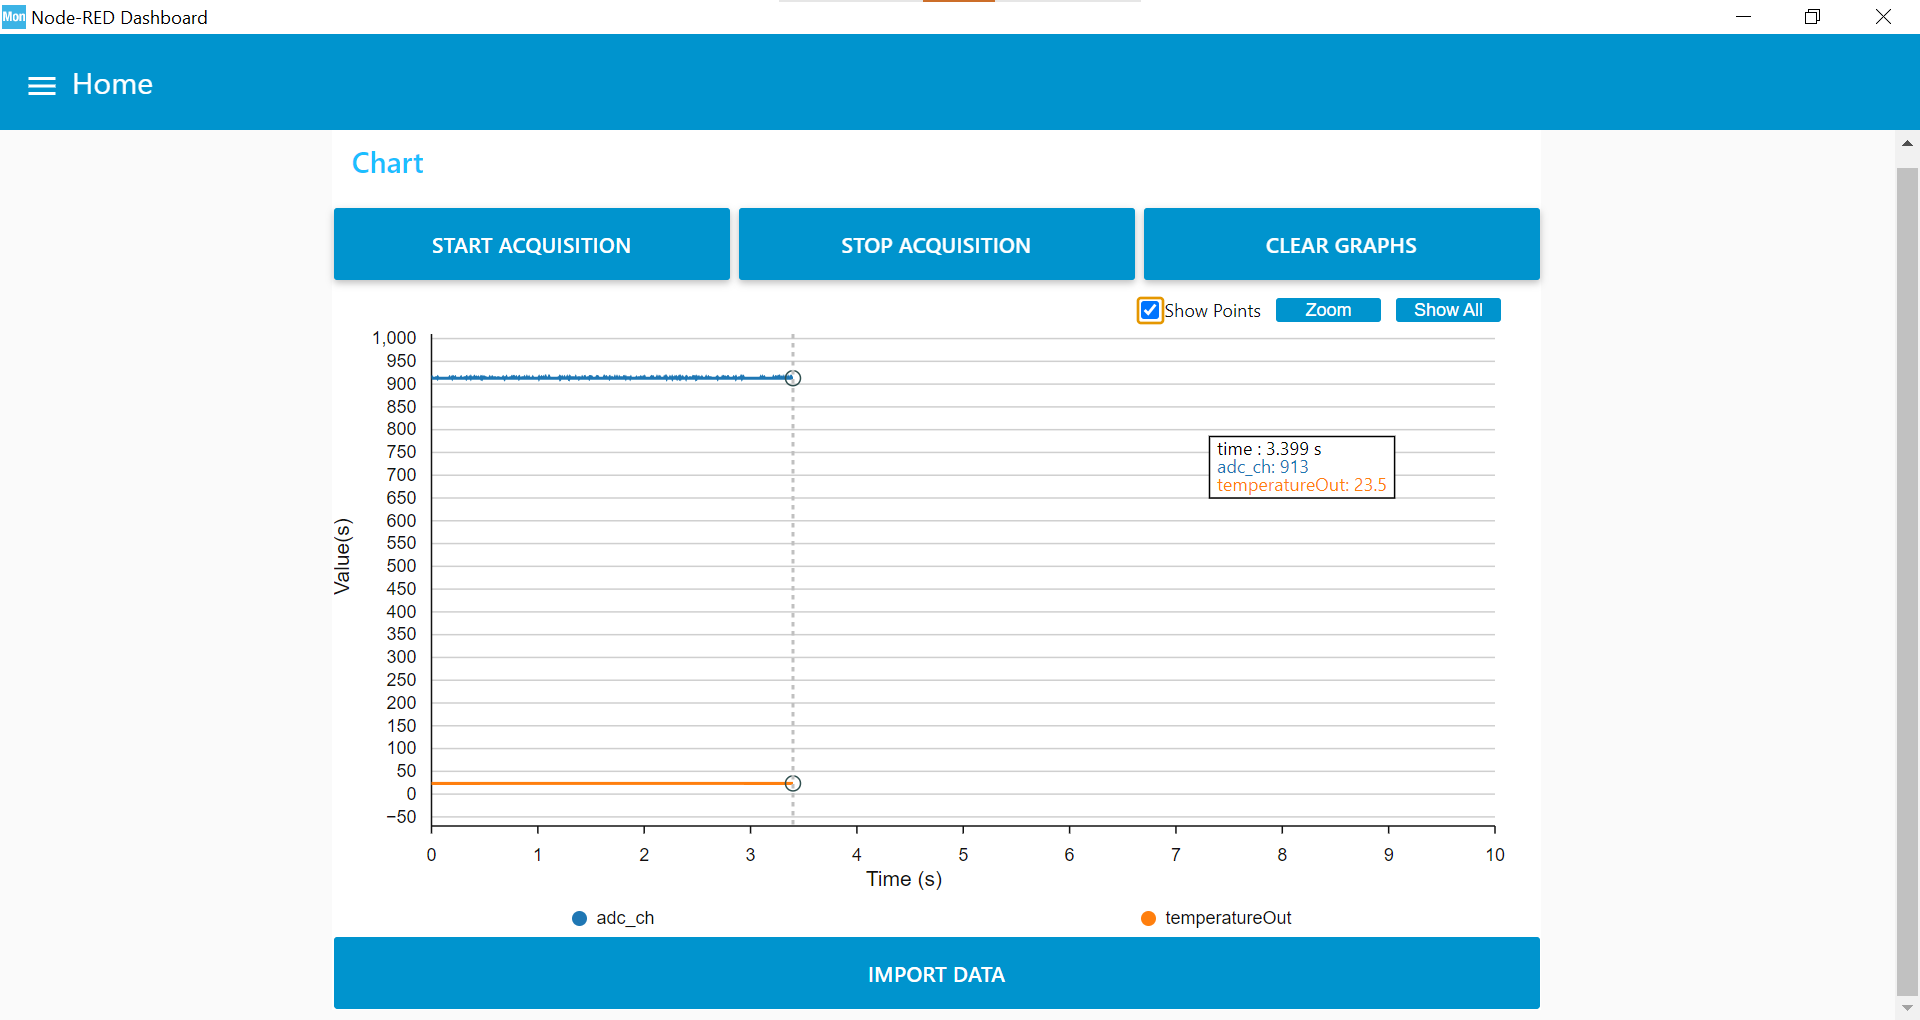 Mon Node-RED Dashboard
Home
Chart
START ACQUISITION STOP ACQUISITION CLEAR GRAPHS
Show Points Zoom Show All
1,000
950
900
850
800
750
700
650
600
550
500
450
400
350
300
250
200
150
100
50
0
−50
Value(s)
time : 3.399 s
adc_ch: 913
temperatureOut: 23.5
0 1 2 3 4 5 6 7 8 9 10
Time (s)
adc_ch temperatureOut
IMPORT DATA